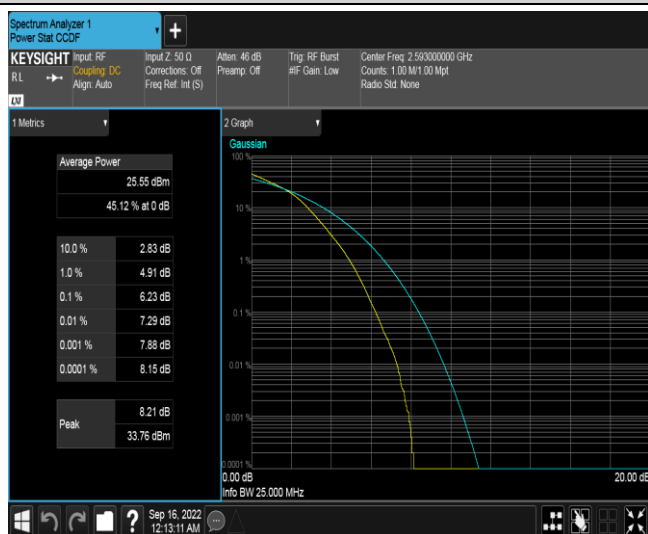 Spectrum Analyzer 1
Power Stat CCDF
+
KEYSIGHT
RL
LXI
Input: RF
Coupling: DC
Align: Auto
Input Z: 50 Ω
Corrections: Off
Freq Ref: Int (S)
Atten: 46 dB
Preamp: Off
Trig: RF Burst
#IF Gain: Low
Center Freq: 2.593000000 GHz
Counts: 1.00 M/1.00 Mpt
Radio Std: None
1 Metrics
Average Power
25.55 dBm
45.12 % at 0 dB
10.0 % 2.83 dB
1.0 % 4.91 dB
0.1 % 6.23 dB
0.01 % 7.29 dB
0.001 % 7.88 dB
0.0001 % 8.15 dB
Peak
8.21 dB
33.76 dBm
2 Graph
Gaussian
100 %
10 %
1 %
0.1 %
0.01 %
0.001 %
0.0001 %
0.00 dB
20.00 dB
Info BW 25.000 MHz
?
Sep 16, 2022
12:13:11 AM